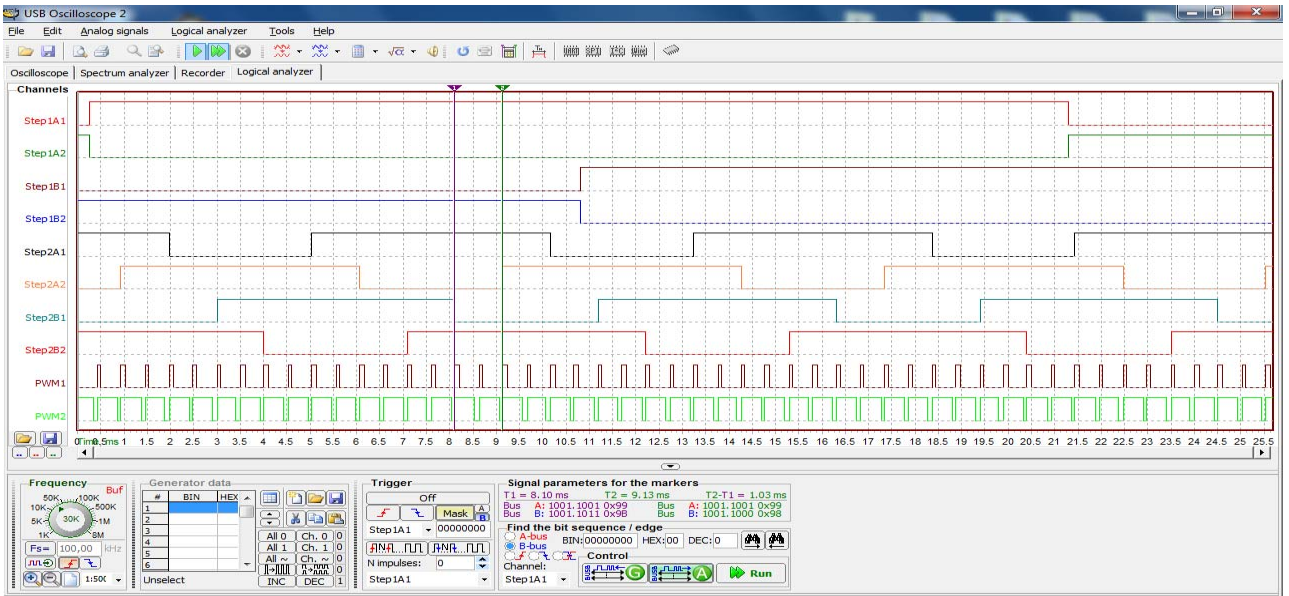 USB Oscilloscope 2
File Edit Analog signals Logical analyzer Tools Help
Oscilloscope Spectrum analyzer Recorder Logical analyzer
Channels
Step1A1
Step1A2
Step1B1
Step1B2
Step2A1
Step2A2
Step2B1
Step2B2
PWM1
PWM2
0 Time, ms 0.5 1 1.5 2 2.5 3 3.5 4 4.5 5 5.5 6 6.5 7 7.5 8 8.5 9 9.5 10 10.5 11 11.5 12 12.5 13 13.5 14 14.5 15 15.5 16 16.5 17 17.5 18 18.5 19 19.5 20 20.5 21 21.5 22 22.5 23 23.5 24 24.5 25 25.5
Frequency
Buf
50K 100K
10K 500K
5K 30K 1M
1K 8M
Fs= 100,00 kHz
1:50(
Generator data
# BIN HEX
1
2
3
4
5
6
Unselect
All 0 Ch. 0 0
All 1 Ch. 1 0
All ~ Ch. ~ 0
0
INC DEC 1
Trigger
Off
Mask A B
Step1A1 00000000
N impulses: 0
Step1A1
Signal parameters for the markers
T1 = 8.10 ms T2 = 9.13 ms T2-T1 = 1.03 ms
Bus A: 1001.1001 0x99 Bus A: 1001.1001 0x99
Bus B: 1001.1011 0x9B Bus B: 1001.1000 0x98
Find the bit sequence / edge
A-bus
B-bus BIN: 00000000 HEX: 00 DEC: 0
Channel:
Step1A1
Control
BUSB G BUSA A Run